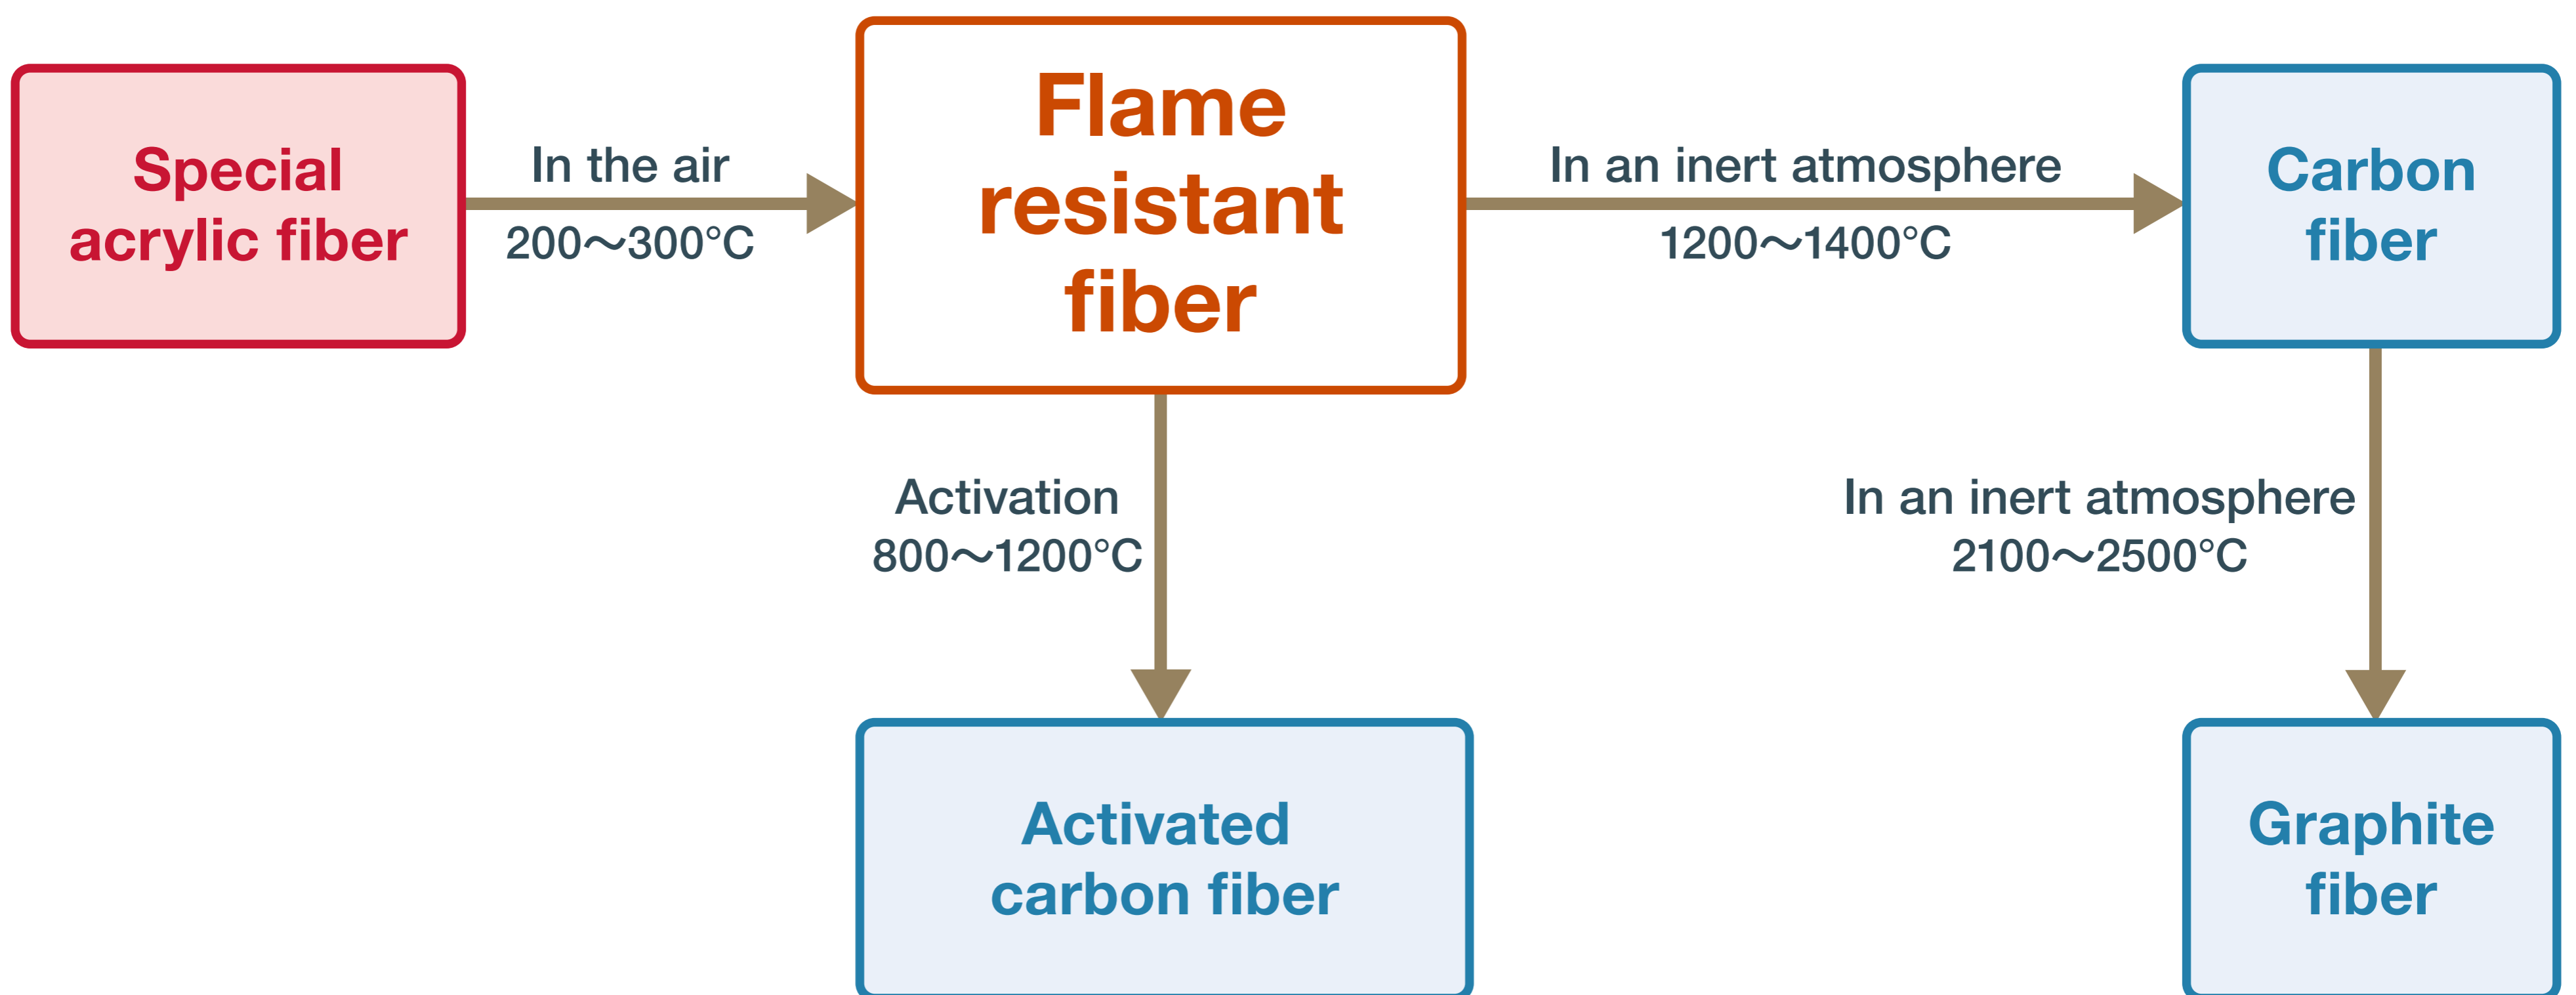 Special
acrylic fiber
In the air
200～300°C
Flame
resistant
fiber
In an inert atmosphere
1200～1400°C
Carbon
fiber
Activation
800～1200°C
In an inert atmosphere
2100～2500°C
Activated
carbon fiber
Graphite
fiber